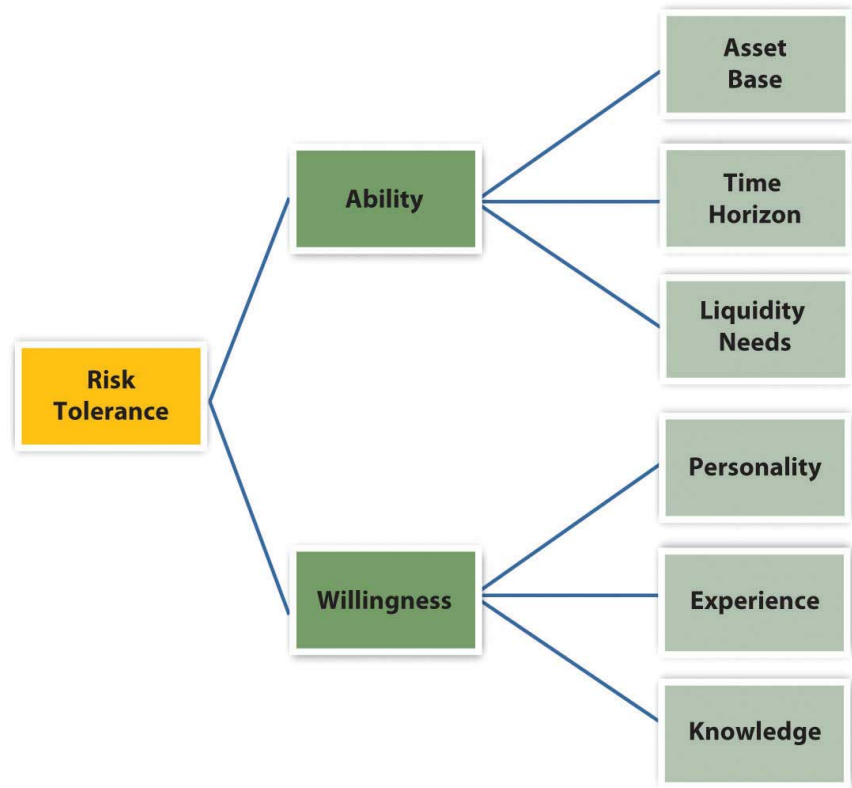 Asset
Base
Ability
Time
Horizon
Liquidity
Needs
Risk
Tolerance
Personality
Willingness
Experience
Knowledge